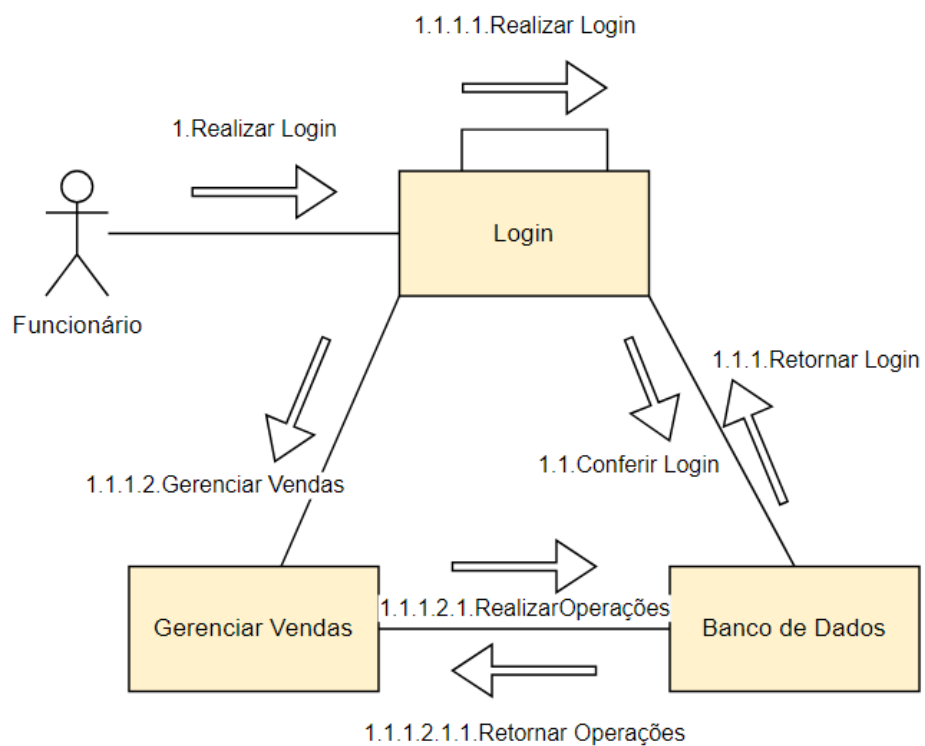 1.1.1.1.Realizar Login
1.Realizar Login
Login
Funcionário
1.1.1.Retornar Login
1.1.Conferir Login
1.1.1.2.Gerenciar Vendas
1.1.1.2.1.RealizarOperações
Gerenciar Vendas
Banco de Dados
1.1.1.2.1.1.Retornar Operações